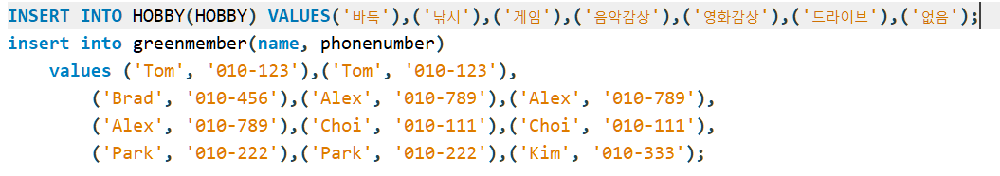 INSERT INTO HOBBY(HOBBY) VALUES('바둑'),('낚시'),('게임'),('음악감상'),('영화감상'),('드라이브'),('없음');
insert into greenmember(name, phonenumber)
values ('Tom', '010-123'),('Tom', '010-123'),
('Brad', '010-456'),('Alex', '010-789'),('Alex', '010-789'),
('Alex', '010-789'),('Choi', '010-111'),('Choi', '010-111'),
('Park', '010-222'),('Park', '010-222'),('Kim', '010-333');